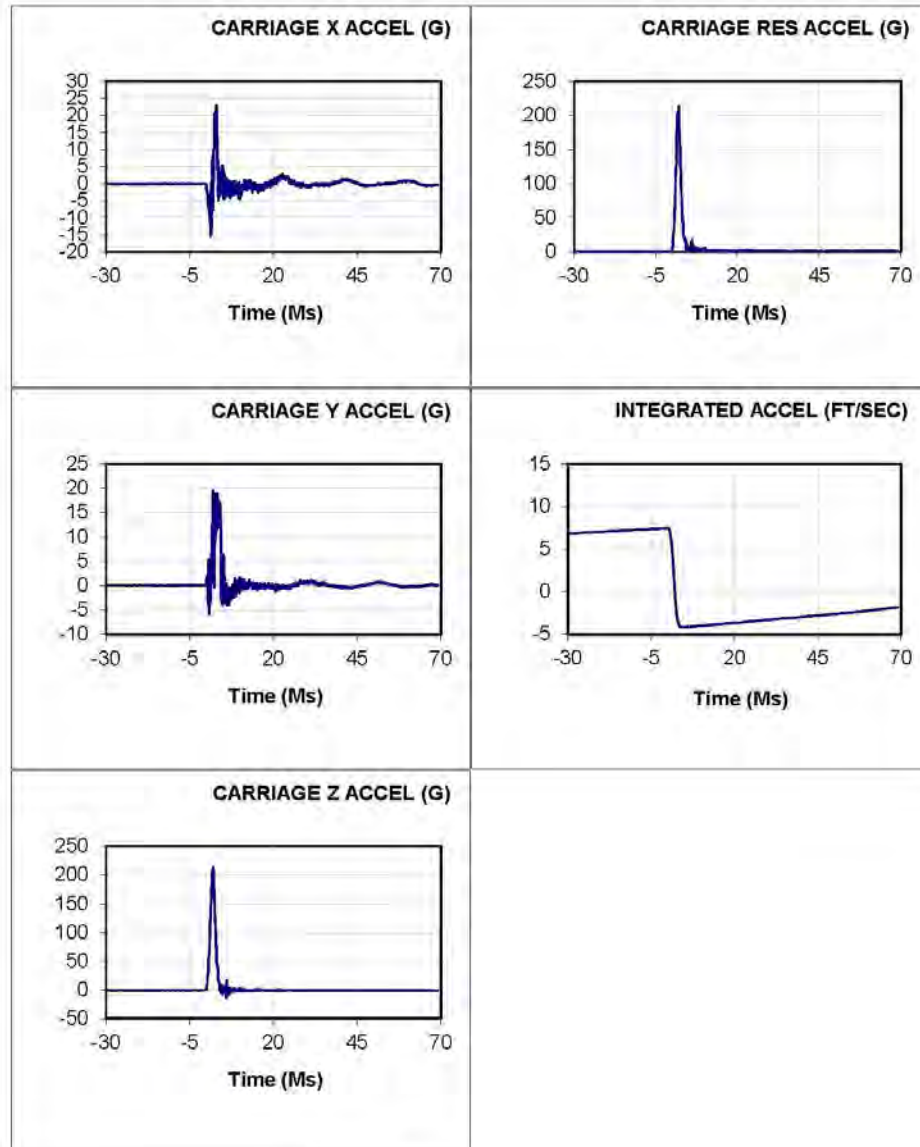 CARRIAGE X ACCEL (G)
30
25
20
15
10
5
0
-5
-10
-15
-20
-30 -5 20 45 70
Time (Ms)
CARRIAGE RES ACCEL (G)
250
200
150
100
50
0
-30 -5 20 45 70
Time (Ms)
CARRIAGE Y ACCEL (G)
25
20
15
10
5
0
-5
-10
-30 -5 20 45 70
Time (Ms)
INTEGRATED ACCEL (FT/SEC)
15
10
5
0
-5
-30 -5 20 45 70
Time (Ms)
CARRIAGE Z ACCEL (G)
250
200
150
100
50
0
-50
-30 -5 20 45 70
Time (Ms)